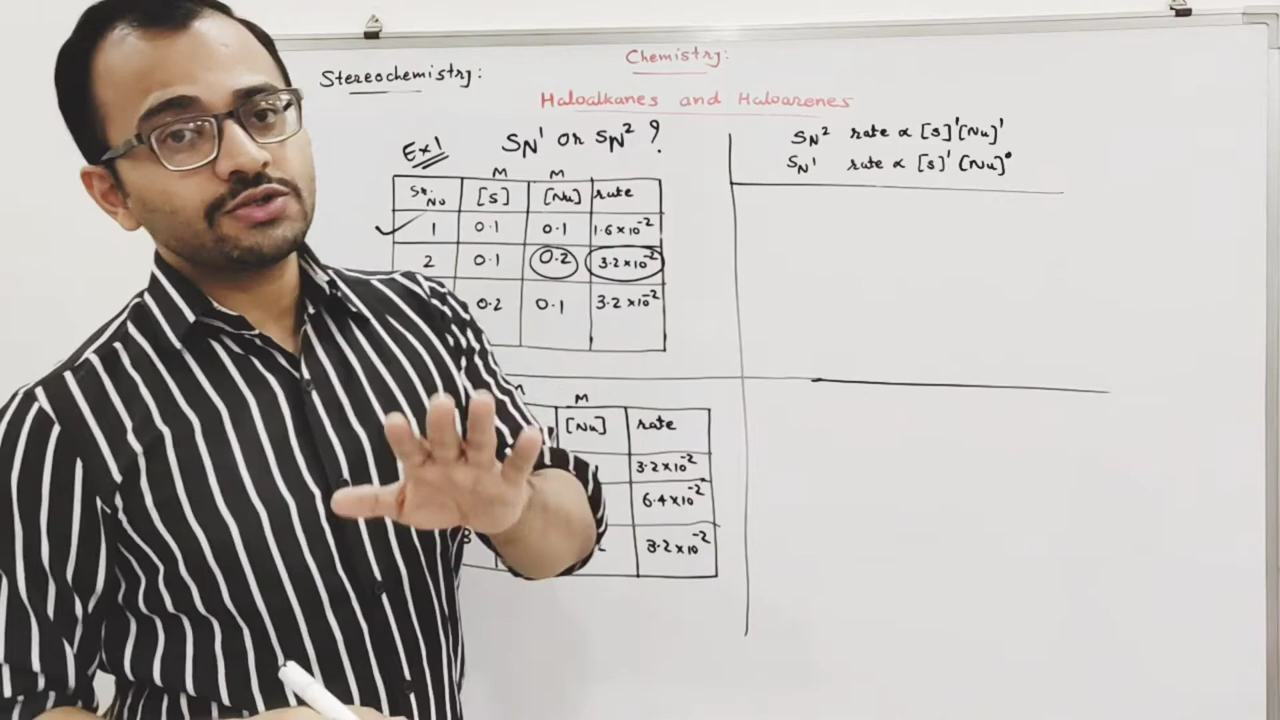 Chemistry:
Stereochemistry:
Haloalkanes and Haloarenes
Ex1 SN1 or SN2 ?
SN2 rate ∝ [S]¹[Nu]¹
SN1 rate ∝ [S]¹[Nu]⁰
M M
Sr. No [S] [Nu] rate
1 0.1 0.1 1.6×10⁻²
2 0.1 0.2 3.2×10⁻²
0.2 0.1 3.2×10⁻²
M
[Nu] rate
3.2×10⁻²
6.4×10⁻²
3.2×10⁻²